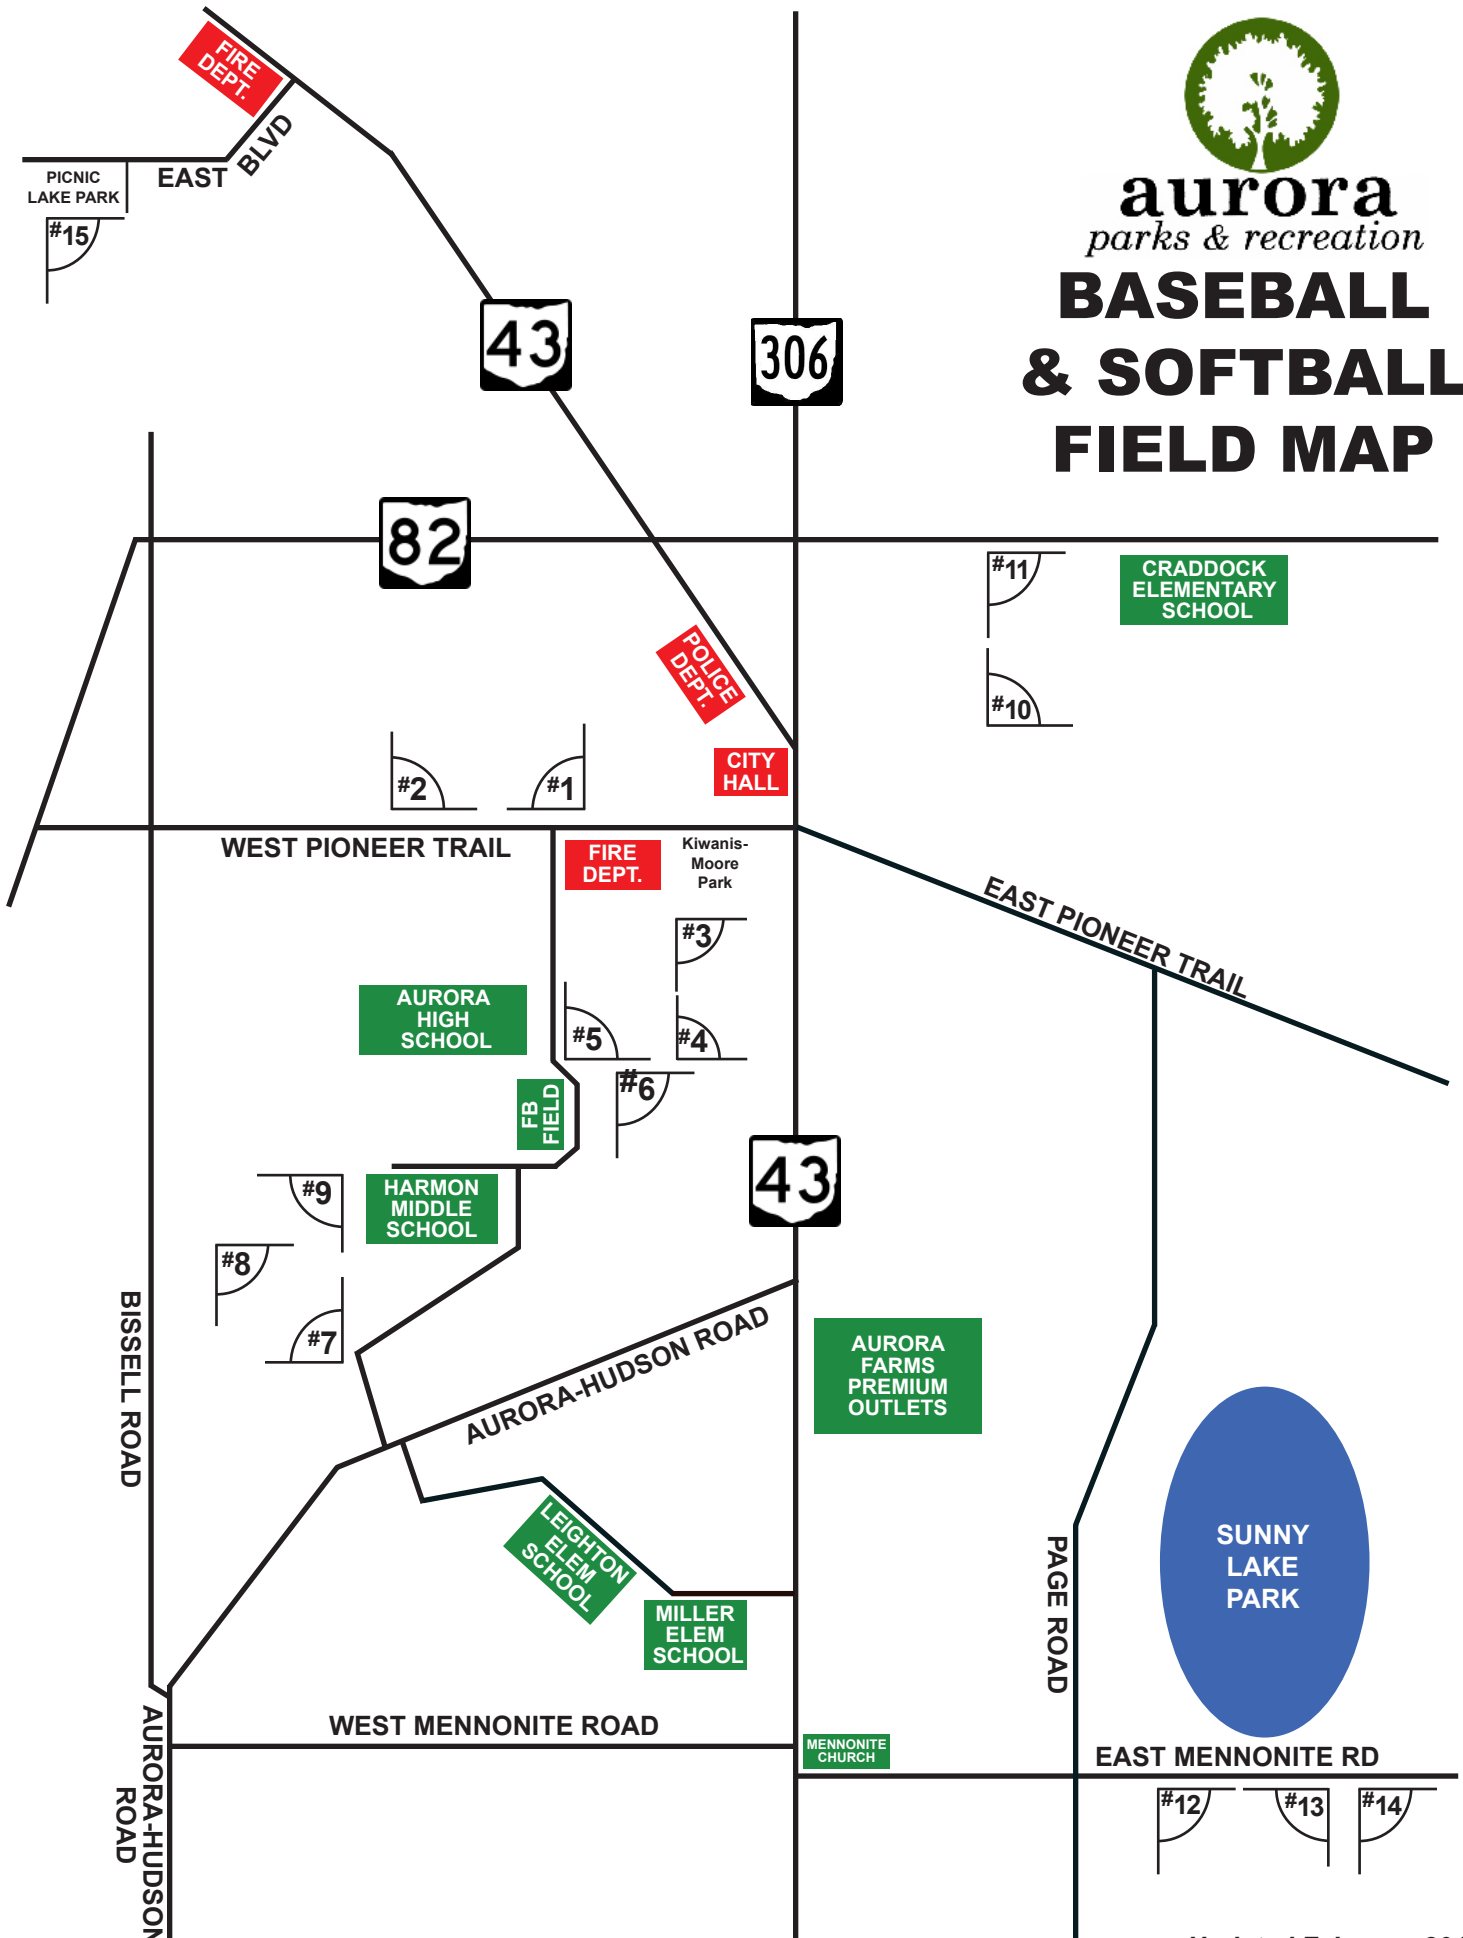 FIRE
DEPT.
EAST BLVD
PICNIC
LAKE PARK
#15
aurora
parks & recreation
BASEBALL
& SOFTBALL
FIELD MAP
43
306
82
#11
CRADDOCK
ELEMENTARY
SCHOOL
#10
POLICE
DEPT.
CITY
HALL
#2
#1
WEST PIONEER TRAIL
FIRE
DEPT.
Kiwanis-
Moore
Park
EAST PIONEER TRAIL
#3
AURORA
HIGH
SCHOOL
#5
#4
#6
FB
FIELD
43
#9
HARMON
MIDDLE
SCHOOL
#8
#7
BISSELL ROAD
AURORA-HUDSON ROAD
AURORA
FARMS
PREMIUM
OUTLETS
LEIGHTON
ELEM
SCHOOL
MILLER
ELEM
SCHOOL
PAGE ROAD
SUNNY
LAKE
PARK
AURORA-HUDSON
ROAD
WEST MENNONITE ROAD
MENNONITE
CHURCH
EAST MENNONITE RD
#12
#13
#14